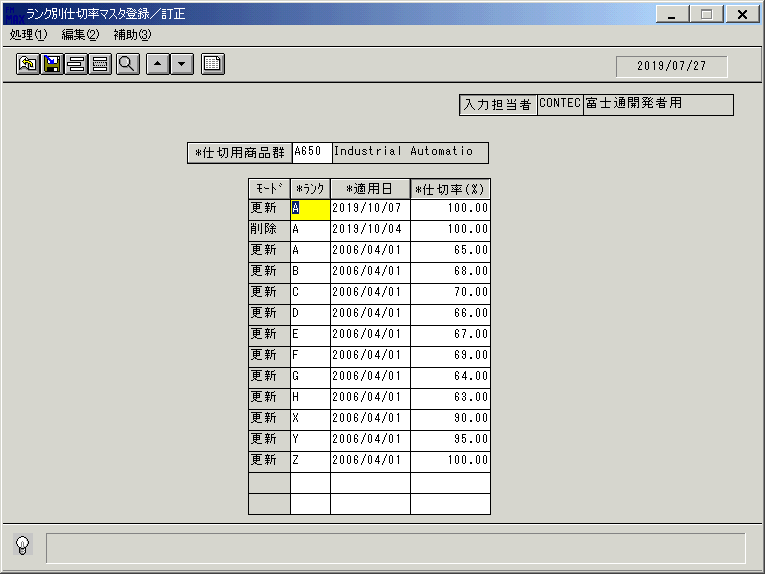 ランク別仕切率マスタ登録／訂正
処理(1) 編集(2) 補助(3)
2019/07/27
入力担当者 CONTEC 富士通開発者用
*仕切用商品群 A650 Industrial Automatio
ﾓｰﾄﾞ *ﾗﾝｸ *適用日 *仕切率(%)
更新 A 2019/10/07 100.00
削除 A 2019/10/04 100.00
更新 A 2006/04/01 65.00
更新 B 2006/04/01 68.00
更新 C 2006/04/01 70.00
更新 D 2006/04/01 66.00
更新 E 2006/04/01 67.00
更新 F 2006/04/01 69.00
更新 G 2006/04/01 64.00
更新 H 2006/04/01 63.00
更新 X 2006/04/01 90.00
更新 Y 2006/04/01 95.00
更新 Z 2006/04/01 100.00